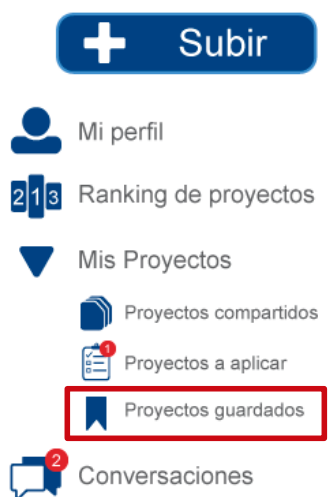 Subir
Mi perfil
213 Ranking de proyectos
Mis Proyectos
Proyectos compartidos
1
Proyectos a aplicar
Proyectos guardados
2
Conversaciones